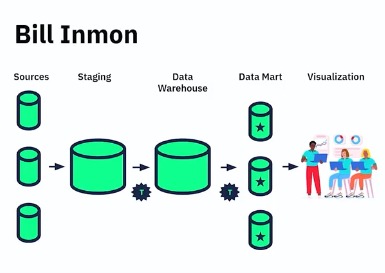 Bill Inmon
Sources
Staging
Data
Warehouse
Data Mart
Visualization
T
T